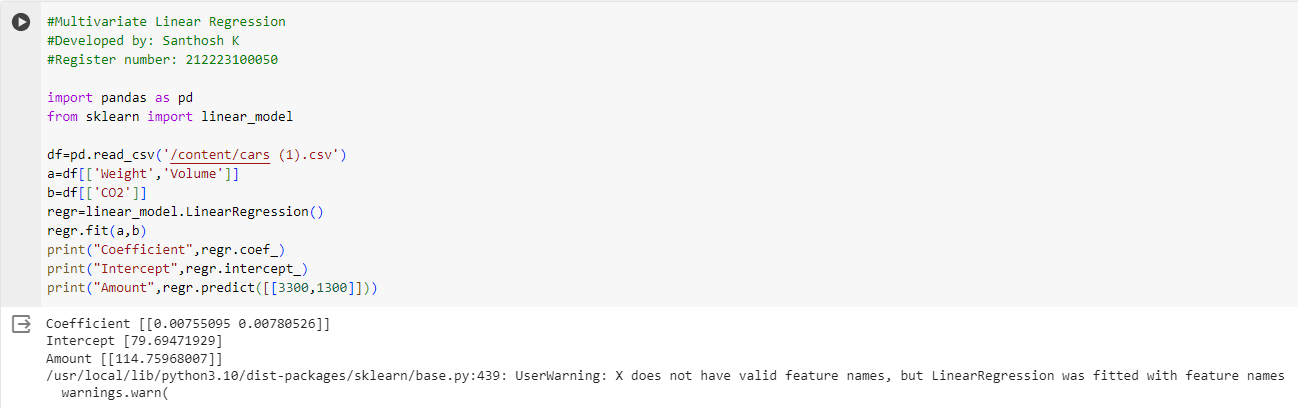 #Multivariate Linear Regression
#Developed by: Santhosh K
#Register number: 212223100050
import pandas as pd
from sklearn import linear_model
df=pd.read_csv('/content/cars (1).csv')
a=df[['Weight','Volume']]
b=df[['CO2']]
regr=linear_model.LinearRegression()
regr.fit(a,b)
print("Coefficient",regr.coef_)
print("Intercept",regr.intercept_)
print("Amount",regr.predict([[3300,1300]]))
Coefficient [[0.00755095 0.00780526]]
Intercept [79.69471929]
Amount [[114.75968007]]
/usr/local/lib/python3.10/dist-packages/sklearn/base.py:439: UserWarning: X does not have valid feature names, but LinearRegression was fitted with feature names
  warnings.warn(